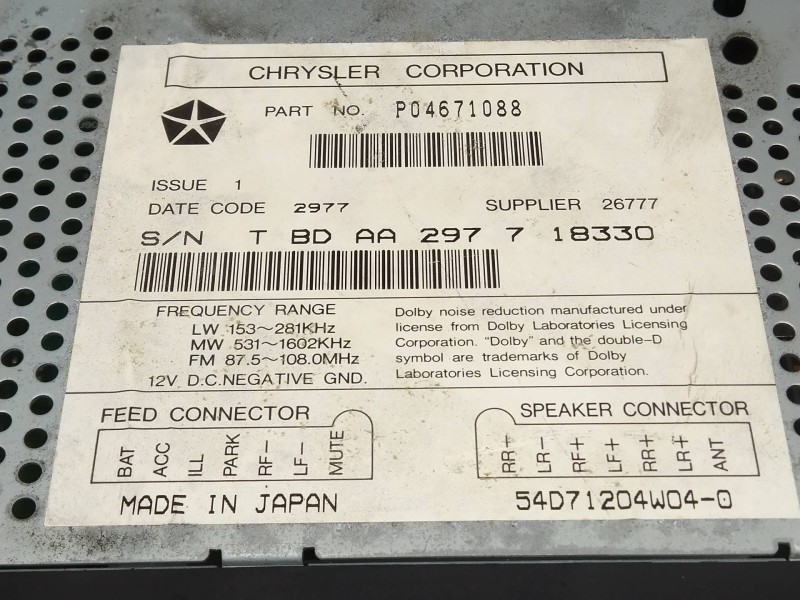 CHRYSLER CORPORATION
PART NO. P04671088
ISSUE 1
DATE CODE 2977 SUPPLIER 26777
S/N T BD AA 297 7 18330
FREQUENCY RANGE
LW 153~281KHz
MW 531~1602KHz
FM 87.5~108.0MHz
12V D.C.NEGATIVE GND.
Dolby noise reduction manufactured under
license from Dolby Laboratories Licensing
Corporation. "Dolby" and the double-D
symbol are trademarks of Dolby
Laboratories Licensing Corporation.
FEED CONNECTOR
BAT
ACC
ILL
PARK
RF-
LF-
MUTE
SPEAKER CONNECTOR
RR+
LR-
RF+
LF+
RR+
LR+
ANT
MADE IN JAPAN
54D71204W04-0